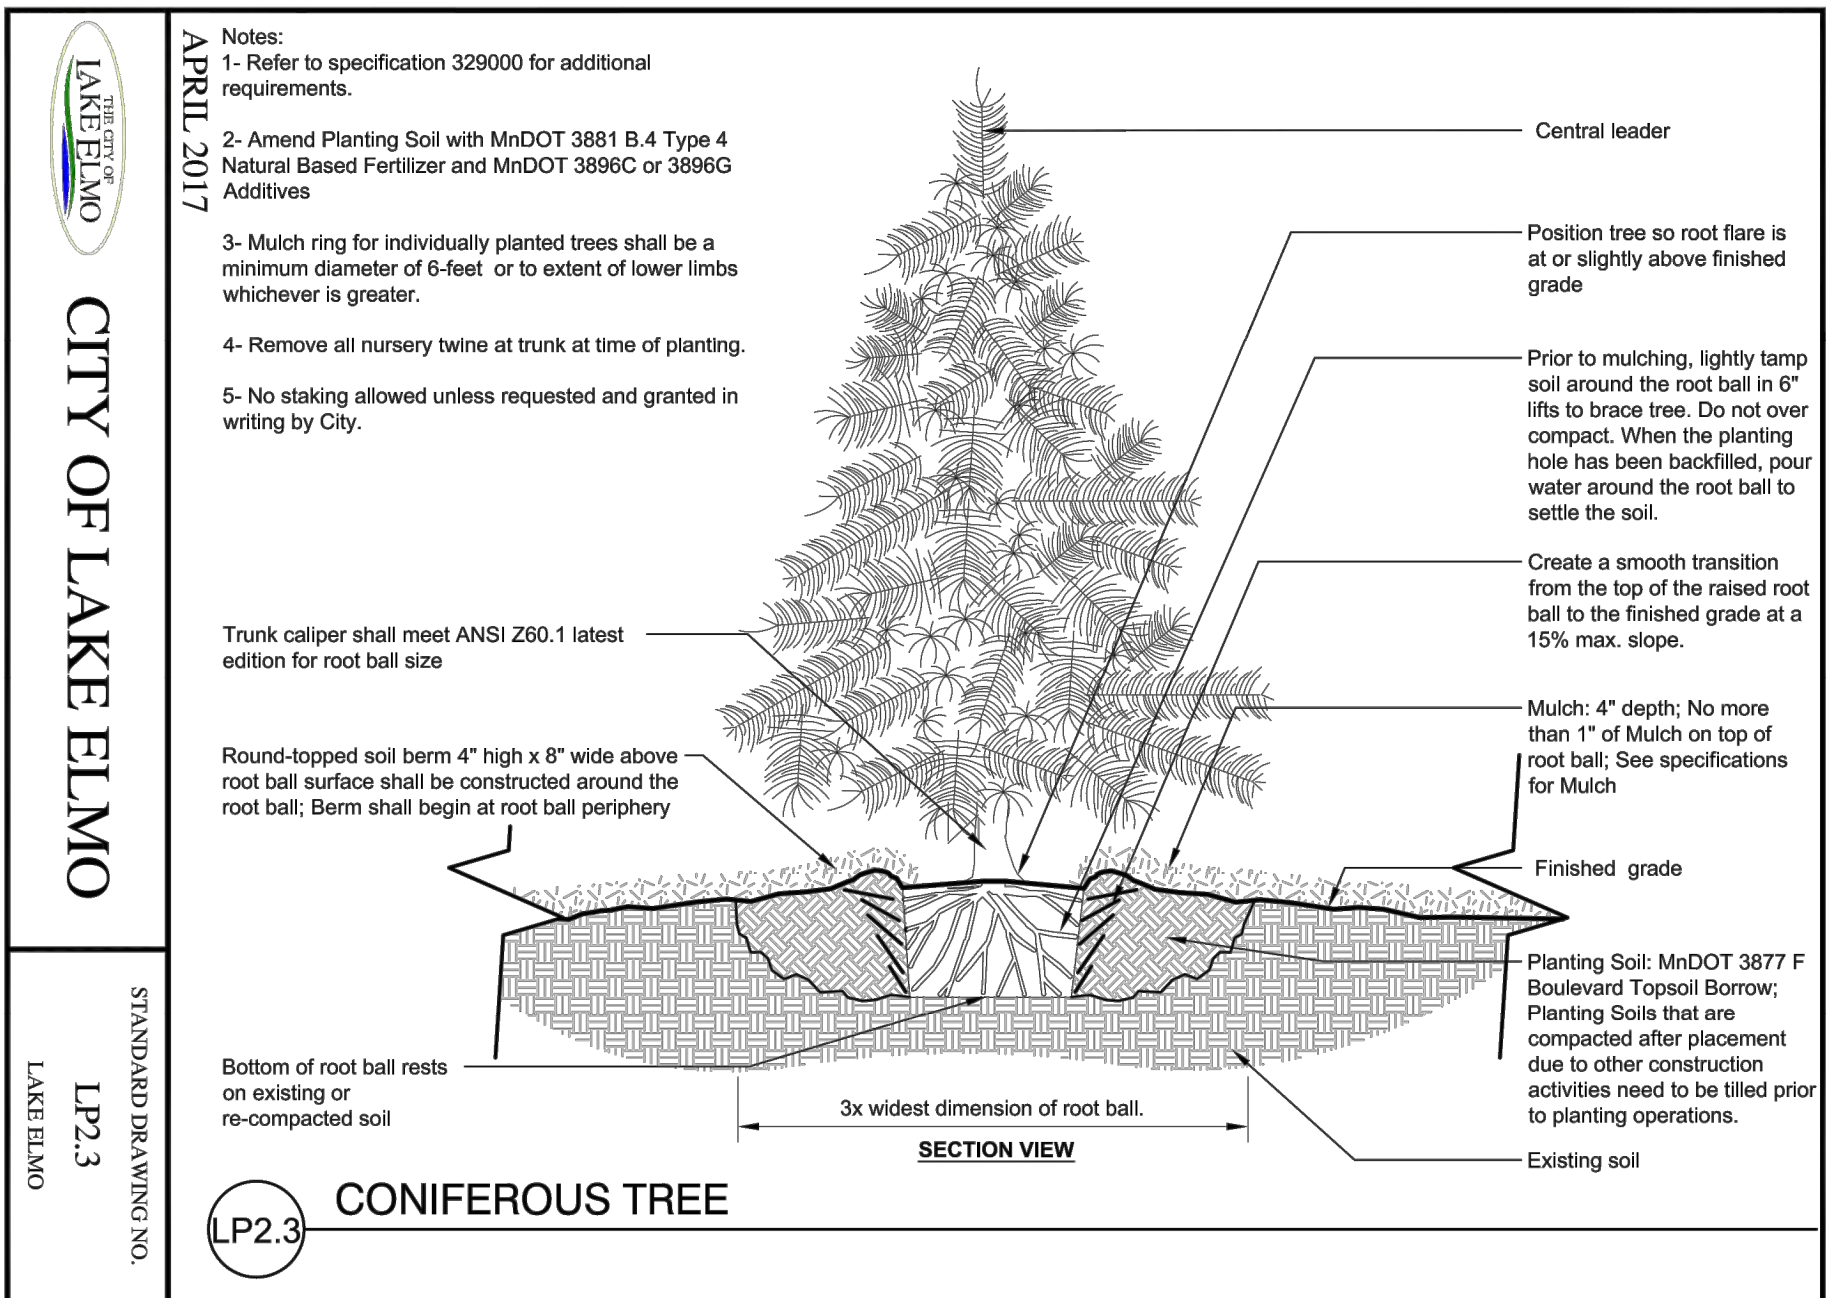 THE CITY OF
LAKE ELMO
CITY OF LAKE ELMO
STANDARD DRAWING NO.
LP2.3
LAKE ELMO
APRIL 2017
Notes:
1- Refer to specification 329000 for additional
requirements.
2- Amend Planting Soil with MnDOT 3881 B.4 Type 4
Natural Based Fertilizer and MnDOT 3896C or 3896G
Additives
3- Mulch ring for individually planted trees shall be a
minimum diameter of 6-feet or to extent of lower limbs
whichever is greater.
4- Remove all nursery twine at trunk at time of planting.
5- No staking allowed unless requested and granted in
writing by City.
Trunk caliper shall meet ANSI Z60.1 latest
edition for root ball size
Round-topped soil berm 4" high x 8" wide above
root ball surface shall be constructed around the
root ball; Berm shall begin at root ball periphery
Bottom of root ball rests
on existing or
re-compacted soil
Central leader
Position tree so root flare is
at or slightly above finished
grade
Prior to mulching, lightly tamp
soil around the root ball in 6"
lifts to brace tree. Do not over
compact. When the planting
hole has been backfilled, pour
water around the root ball to
settle the soil.
Create a smooth transition
from the top of the raised root
ball to the finished grade at a
15% max. slope.
Mulch: 4" depth; No more
than 1" of Mulch on top of
root ball; See specifications
for Mulch
Finished grade
Planting Soil: MnDOT 3877 F
Boulevard Topsoil Borrow;
Planting Soils that are
compacted after placement
due to other construction
activities need to be tilled prior
to planting operations.
Existing soil
3x widest dimension of root ball.
SECTION VIEW
LP2.3
CONIFEROUS TREE